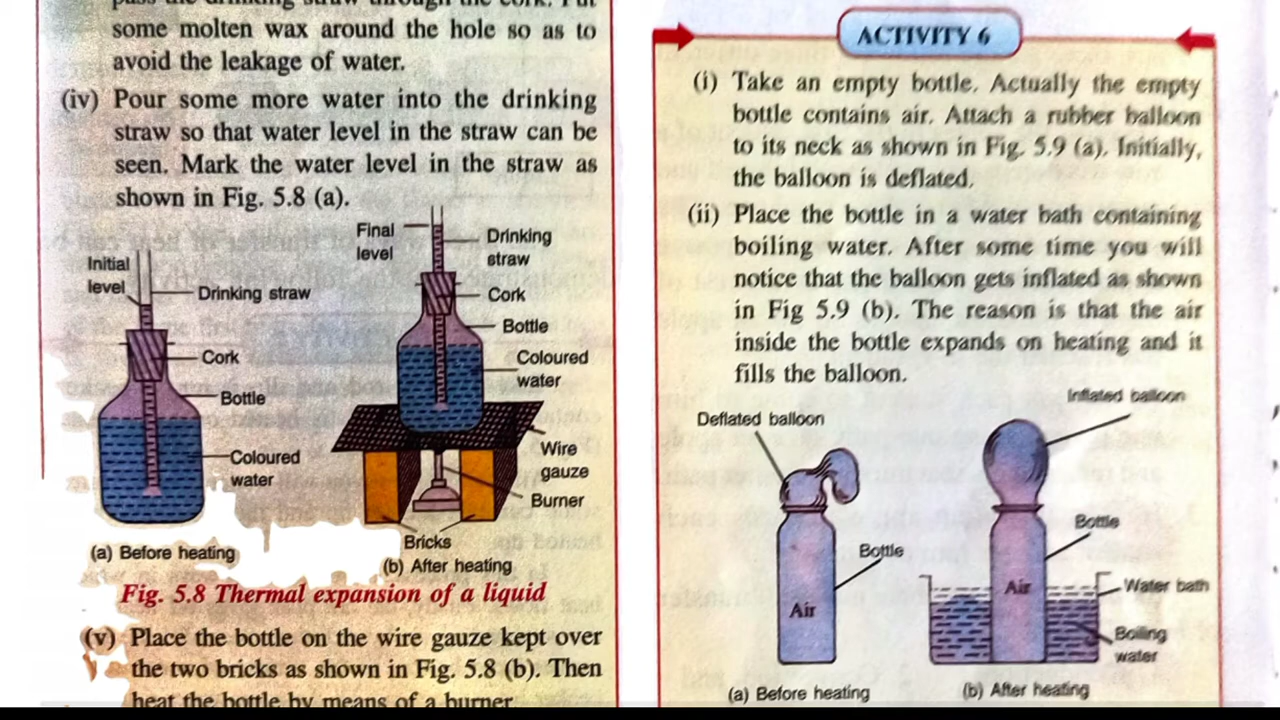 pass the drinking straw through the cork. Put
some molten wax around the hole so as to
avoid the leakage of water.
(iv) Pour some more water into the drinking
straw so that water level in the straw can be
seen. Mark the water level in the straw as
shown in Fig. 5.8 (a).
Initial
level
Drinking straw
Cork
Bottle
Coloured
water
(a) Before heating
Final
level
Drinking
straw
Cork
Bottle
Coloured
water
Wire
gauze
Burner
Bricks
(b) After heating
Fig. 5.8 Thermal expansion of a liquid
(v) Place the bottle on the wire gauze kept over
the two bricks as shown in Fig. 5.8 (b). Then
heat the bottle by means of a burner.
ACTIVITY 6
(i) Take an empty bottle. Actually the empty
bottle contains air. Attach a rubber balloon
to its neck as shown in Fig. 5.9 (a). Initially,
the balloon is deflated.
(ii) Place the bottle in a water bath containing
boiling water. After some time you will
notice that the balloon gets inflated as shown
in Fig 5.9 (b). The reason is that the air
inside the bottle expands on heating and it
fills the balloon.
Deflated balloon
Bottle
Air
(a) Before heating
Inflated balloon
Bottle
Air
Water bath
Boiling
water
(b) After heating